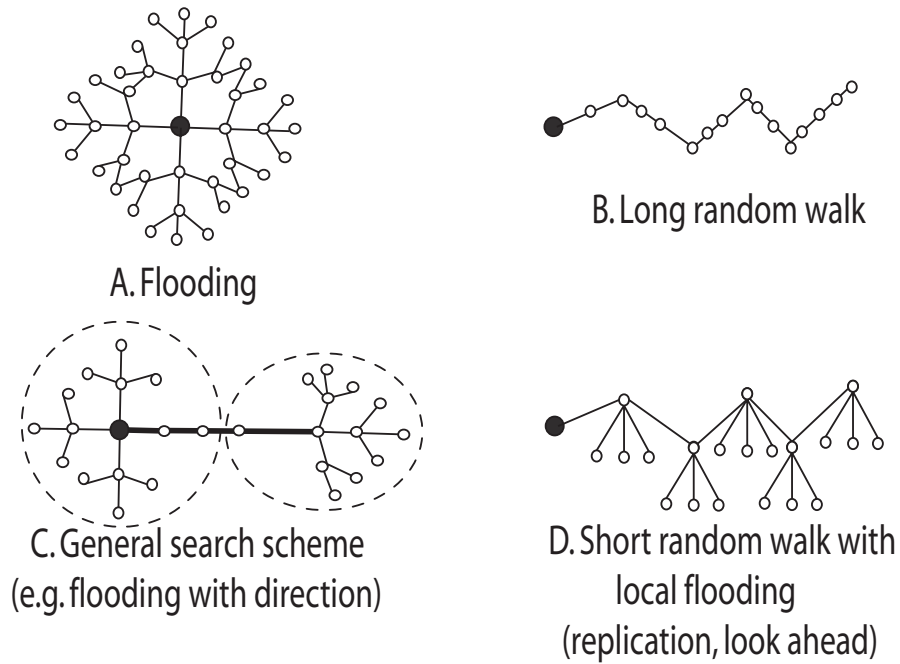 A. Flooding
B. Long random walk
C. General search scheme
(e.g. flooding with direction)
D. Short random walk with
local flooding
(replication, look ahead)